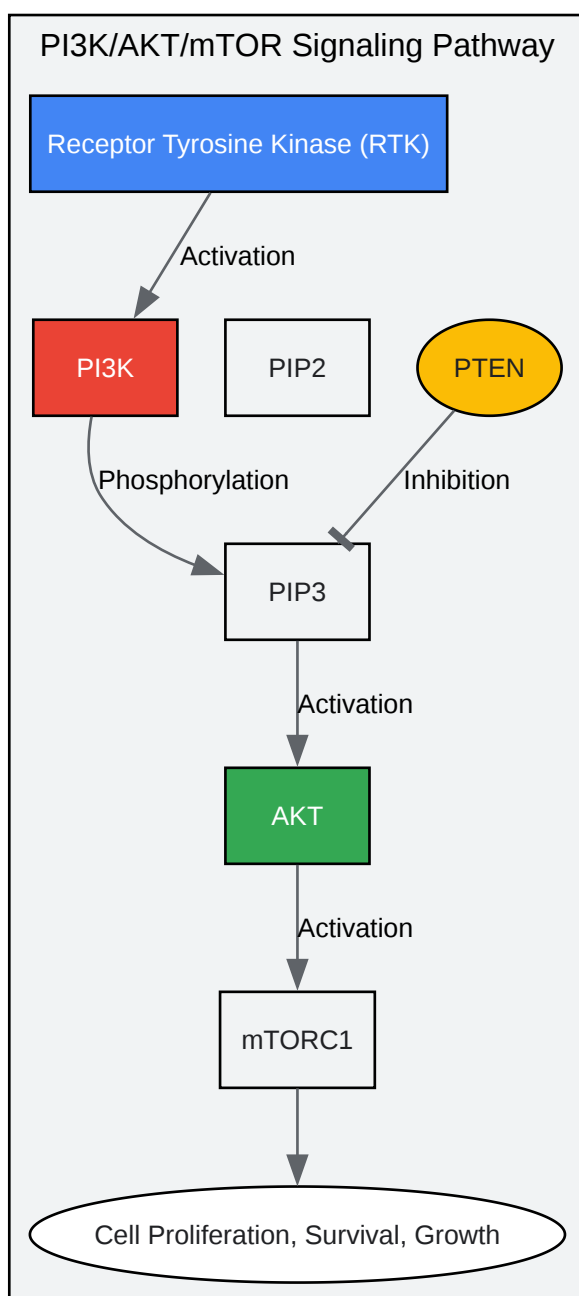 PI3K/AKT/mTOR Signaling Pathway
Receptor Tyrosine Kinase (RTK)
Activation
PI3K
PIP2
PTEN
Phosphorylation
Inhibition
PIP3
Activation
AKT
Activation
mTORC1
Cell Proliferation, Survival, Growth